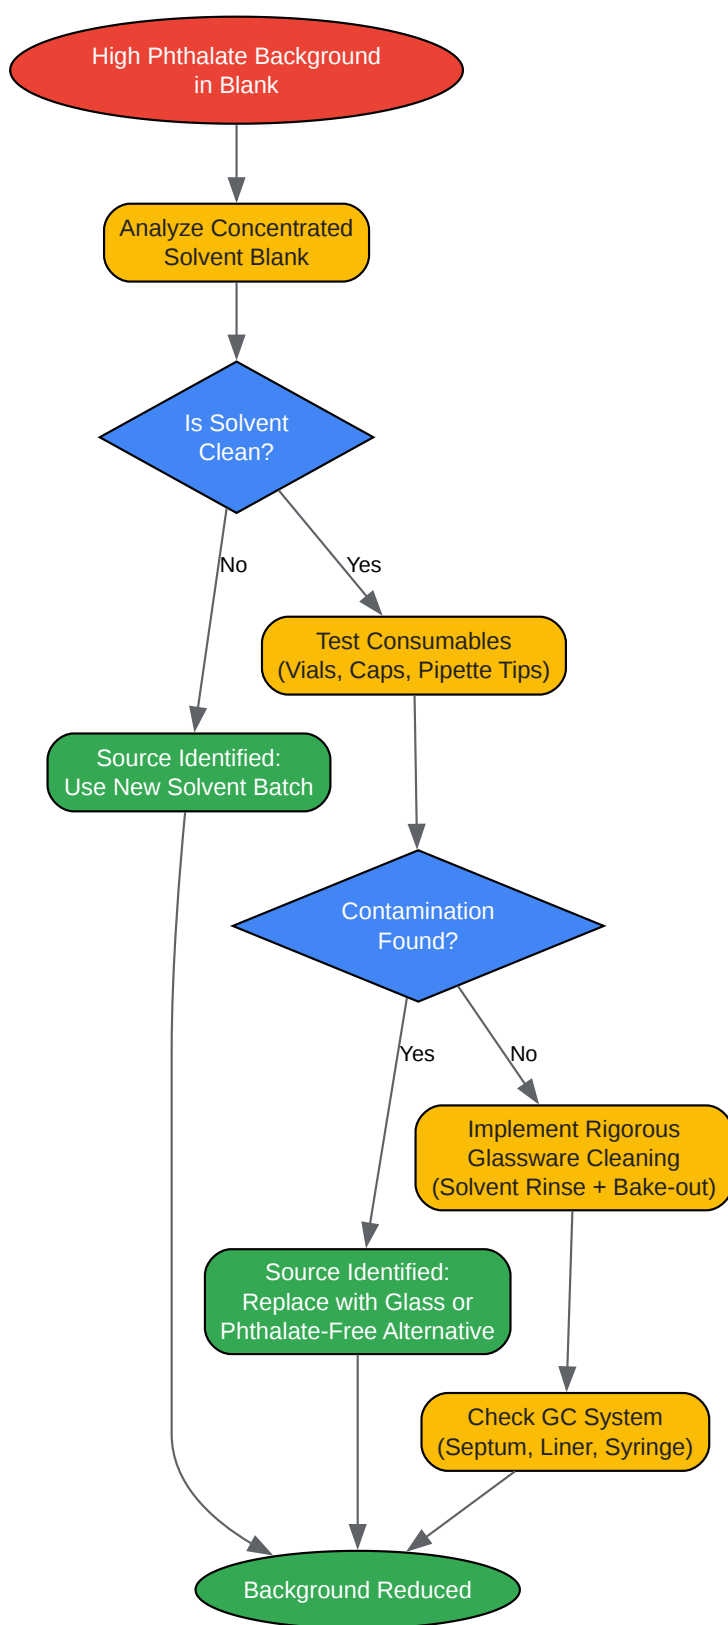 High Phthalate Background
in Blank
Analyze Concentrated
Solvent Blank
Is Solvent
Clean?
No
Yes
Test Consumables
(Vials, Caps, Pipette Tips)
Source Identified:
Use New Solvent Batch
Contamination
Found?
Yes
No
Implement Rigorous
Glassware Cleaning
(Solvent Rinse + Bake-out)
Source Identified:
Replace with Glass or
Phthalate-Free Alternative
Check GC System
(Septum, Liner, Syringe)
Background Reduced